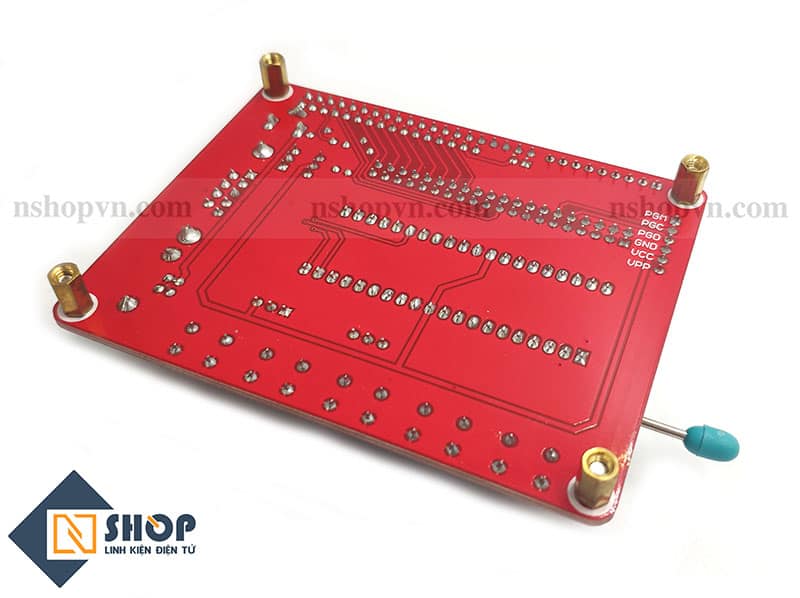 nshopvn.com nshopvn.com nshopvn.com
PGM
PGC
PGD
GND
VCC
VPP
N SHOP
LINH KIỆN ĐIỆN TỬ